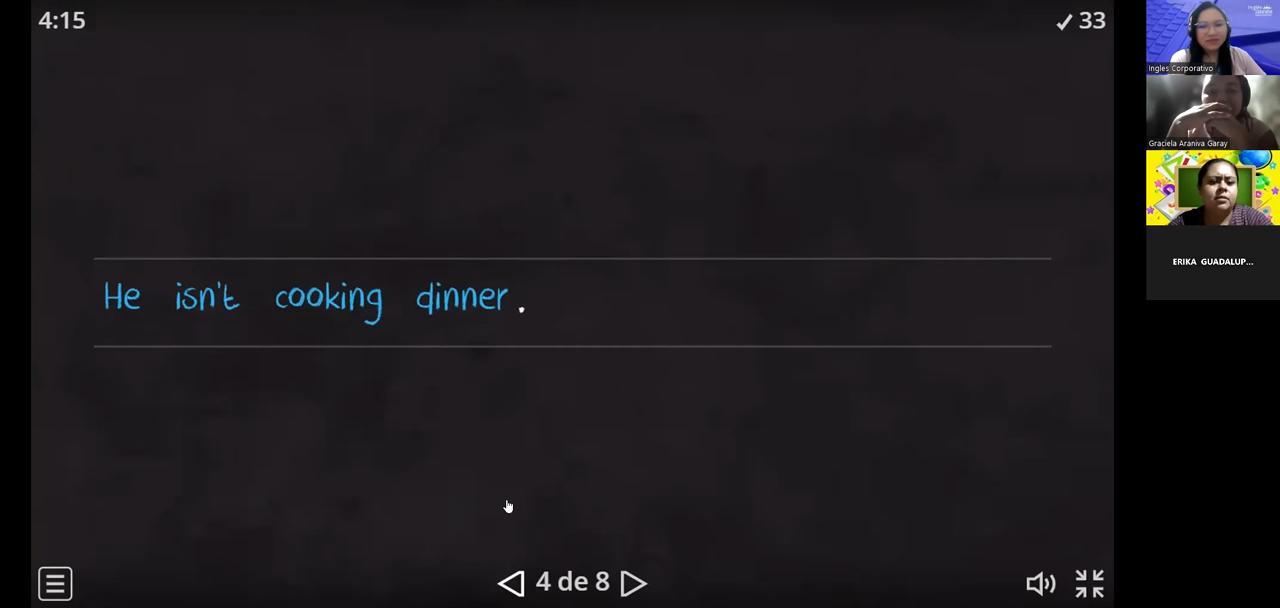 4:15
✓ 33
Ingles Corporativo
Graciela Araniva Garay
ERIKA GUADALUP...
He isn't cooking dinner.
4 de 8